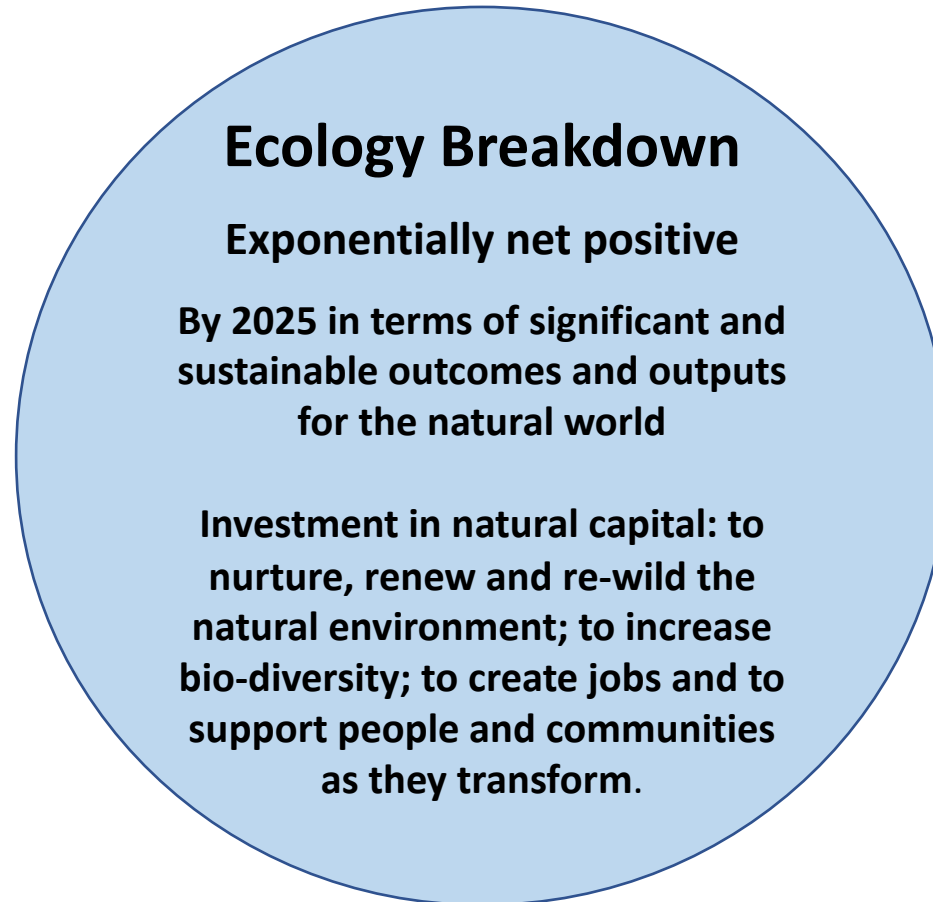 Ecology Breakdown
Exponentially net positive
By 2025 in terms of significant and
sustainable outcomes and outputs
for the natural world
Investment in natural capital: to
nurture, renew and re-wild the
natural environment; to increase
bio-diversity; to create jobs and to
support people and communities
as they transform.